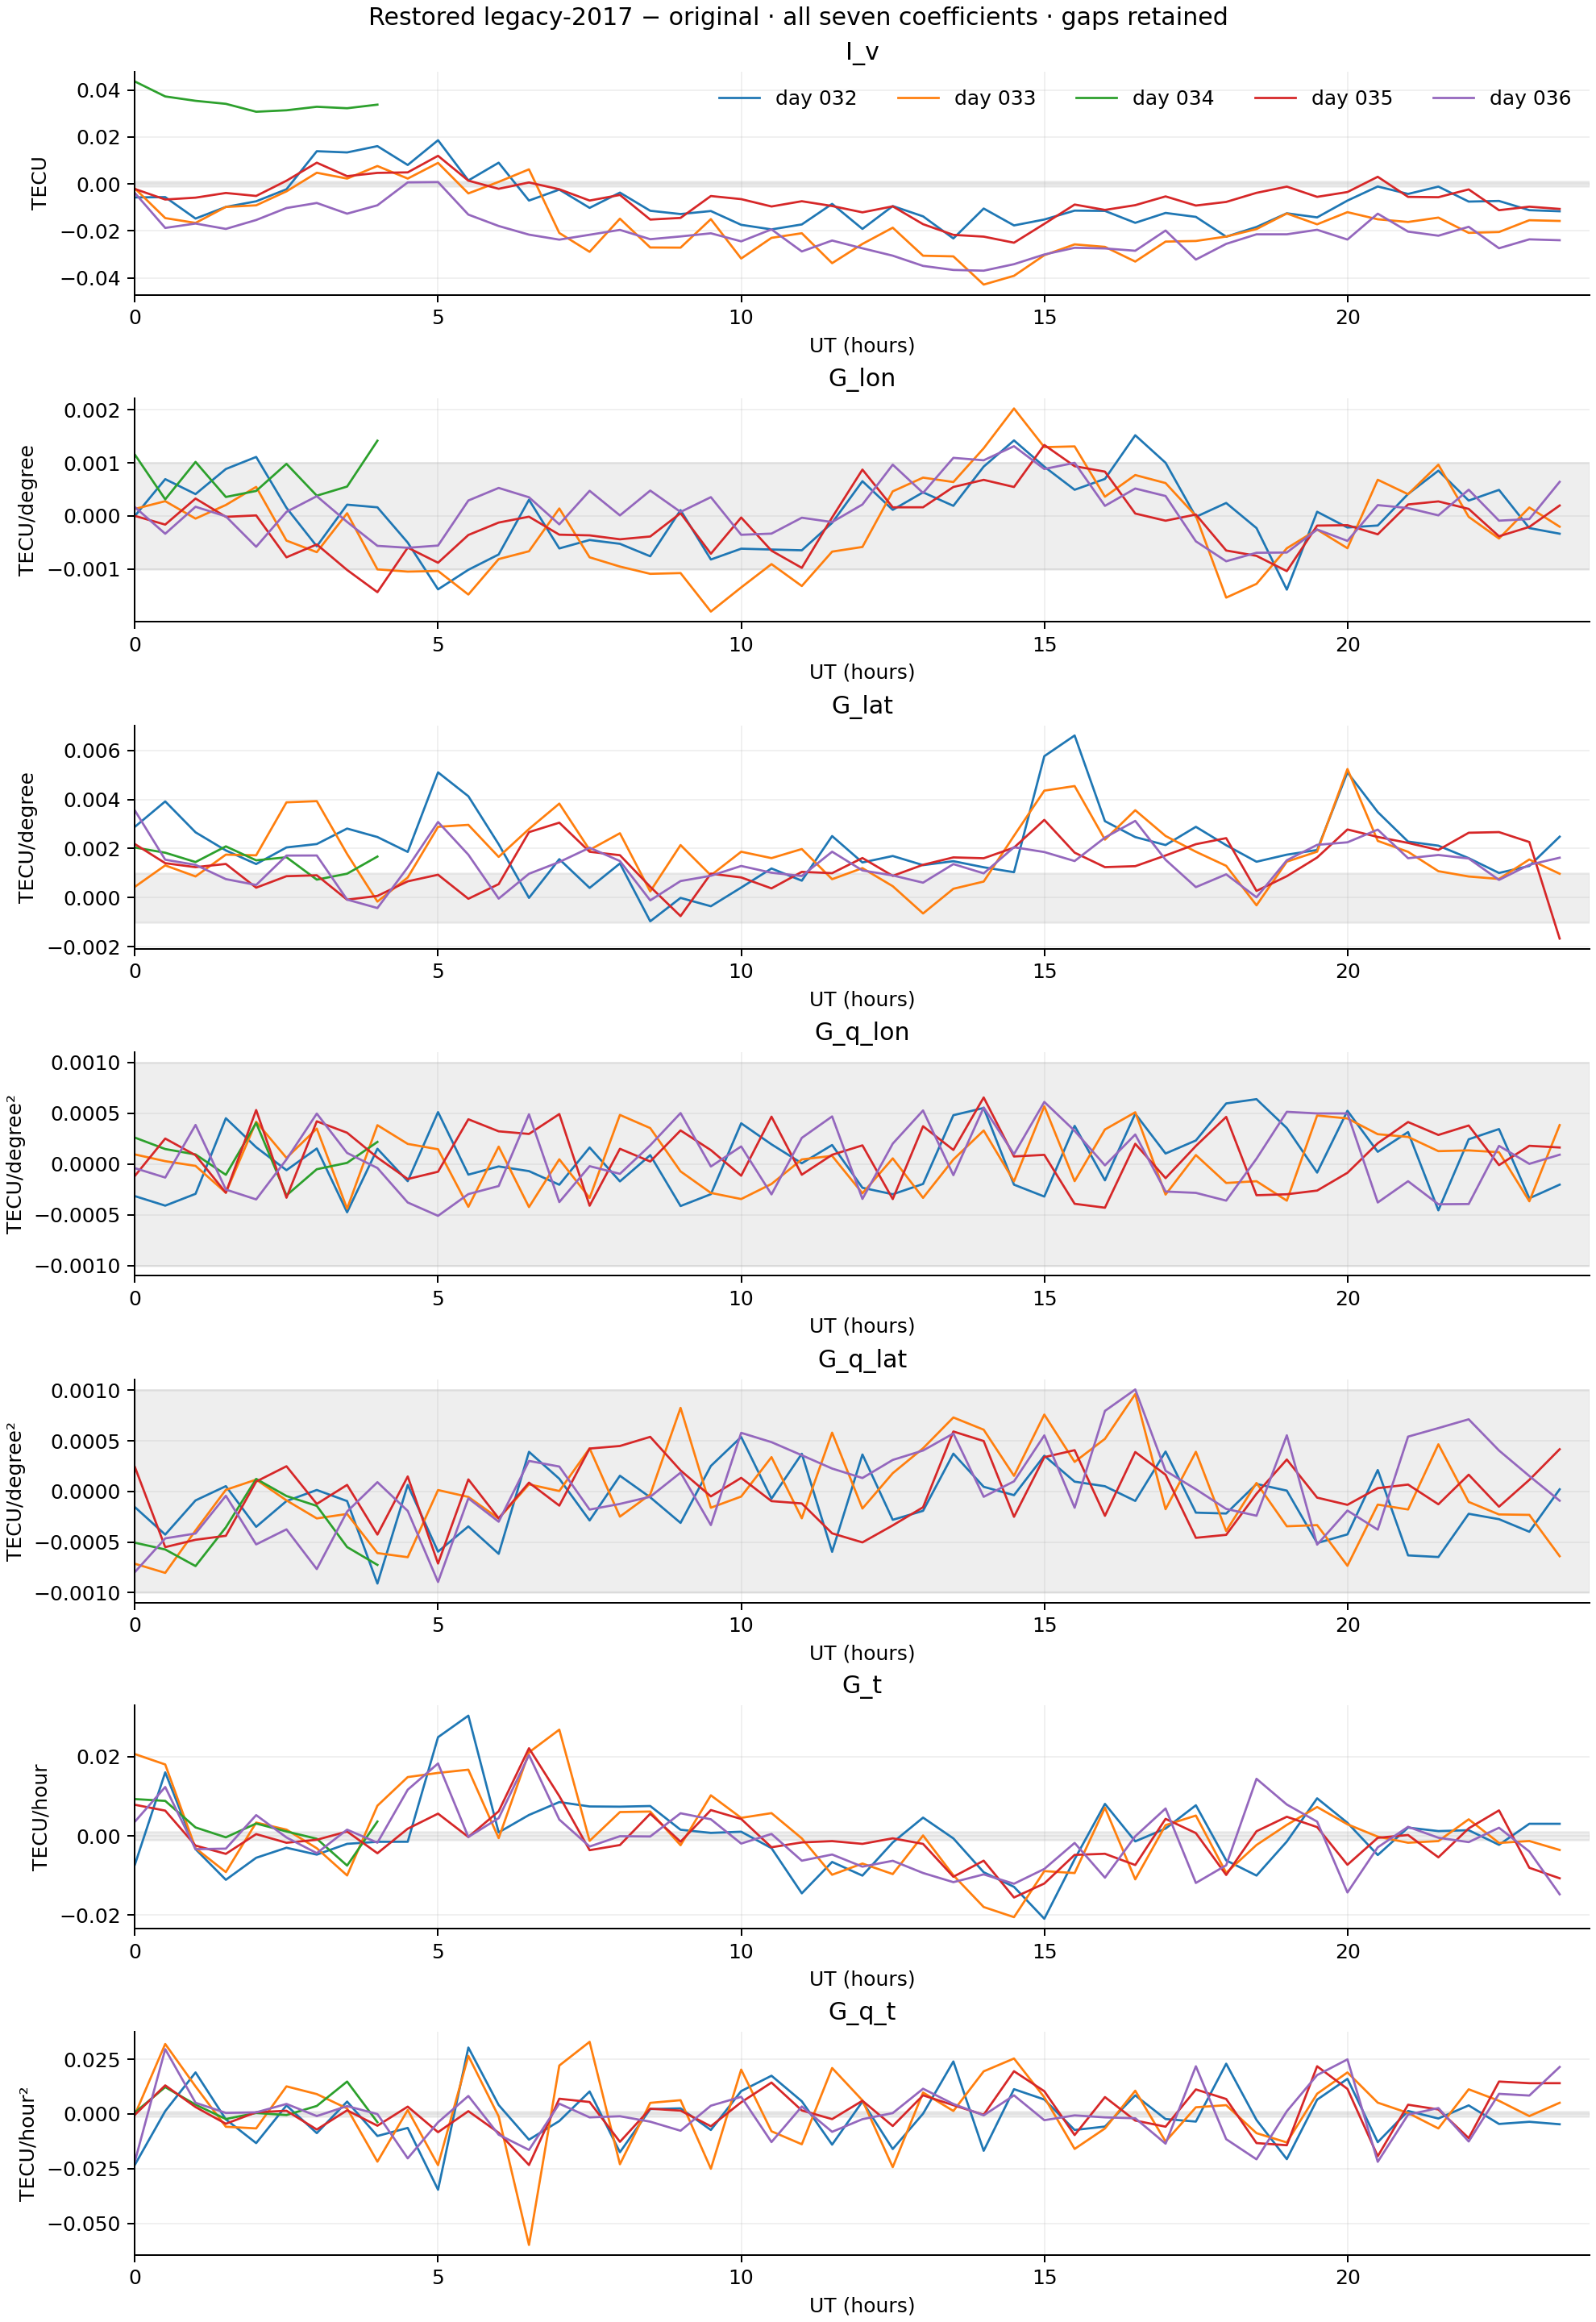 Restored legacy-2017 − original · all seven coefficients · gaps retained
I_v
day 032 day 033 day 034 day 035 day 036
TECU
0.04
0.02
0.00
−0.02
−0.04
0 5 10 15 20
UT (hours)
G_lon
TECU/degree
0.002
0.001
0.000
−0.001
0 5 10 15 20
UT (hours)
G_lat
TECU/degree
0.006
0.004
0.002
0.000
−0.002
0 5 10 15 20
UT (hours)
G_q_lon
TECU/degree²
0.0010
0.0005
0.0000
−0.0005
−0.0010
0 5 10 15 20
UT (hours)
G_q_lat
TECU/degree²
0.0010
0.0005
0.0000
−0.0005
−0.0010
0 5 10 15 20
UT (hours)
G_t
TECU/hour
0.02
0.00
−0.02
0 5 10 15 20
UT (hours)
G_q_t
TECU/hour²
0.025
0.000
−0.025
−0.050
0 5 10 15 20
UT (hours)